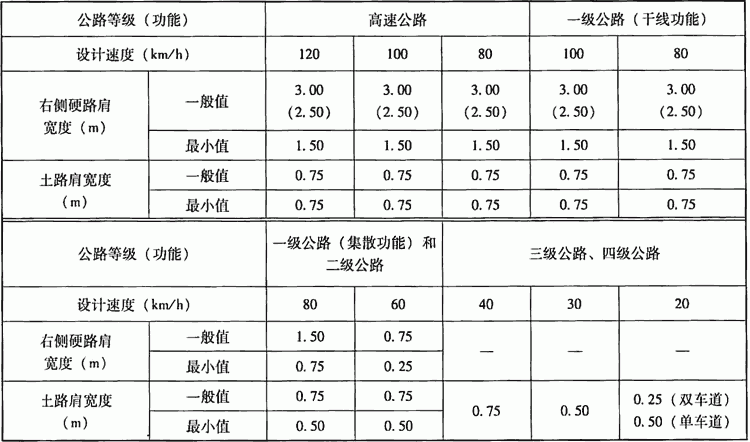 公路等级（功能） 高速公路 一级公路（干线功能）
设计速度（km/h） 120 100 80 100 80
右侧硬路肩宽度（m） 一般值 3.00（2.50） 3.00（2.50） 3.00（2.50） 3.00（2.50） 3.00（2.50）
最小值 1.50 1.50 1.50 1.50 1.50
土路肩宽度（m） 一般值 0.75 0.75 0.75 0.75 0.75
最小值 0.75 0.75 0.75 0.75 0.75
公路等级（功能） 一级公路（集散功能）和二级公路 三级公路、四级公路
设计速度（km/h） 80 60 40 30 20
右侧硬路肩宽度（m） 一般值 1.50 0.75 — — —
最小值 0.75 0.25
土路肩宽度（m） 一般值 0.75 0.75 0.75 0.50 0.25（双车道）0.50（单车道）
最小值 0.50 0.50